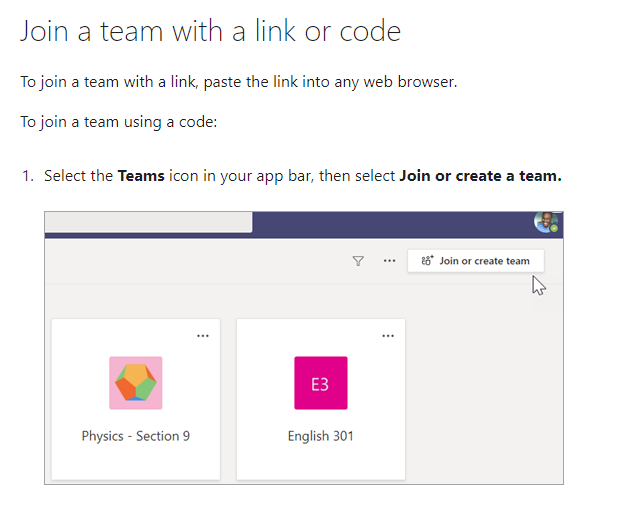 Join a team with a link or code
To join a team with a link, paste the link into any web browser.
To join a team using a code:
1. Select the Teams icon in your app bar, then select Join or create a team.
Join or create team
Physics - Section 9
E3
English 301